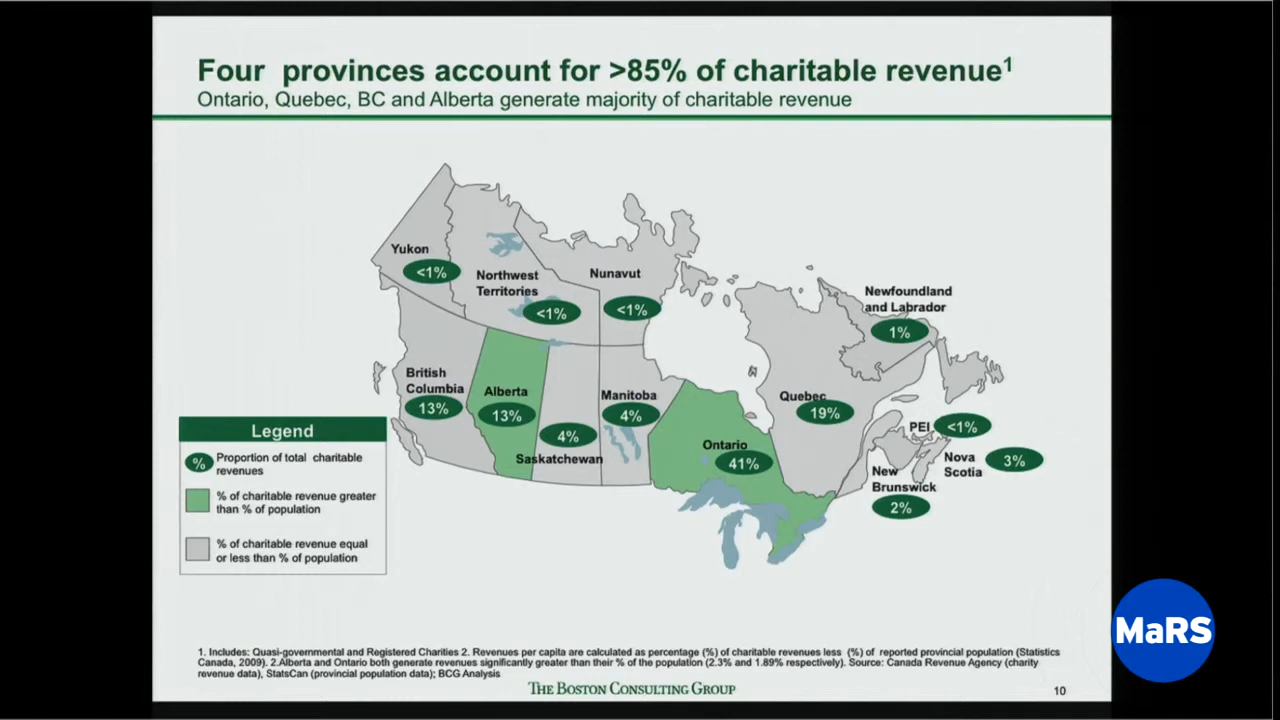 Four provinces account for >85% of charitable revenue1
Ontario, Quebec, BC and Alberta generate majority of charitable revenue
Yukon
<1%
Northwest
Territories
<1%
Nunavut
<1%
Newfoundland
and Labrador
1%
British
Columbia
13%
Alberta
13%
4%
Saskatchewan
Manitoba
4%
Ontario
41%
Quebec
19%
PEI
<1%
Nova
Scotia
3%
New
Brunswick
2%
Legend
% Proportion of total charitable
revenues
% of charitable revenue greater
than % of population
% of charitable revenue equal
or less than % of population
MaRS
1. Includes: Quasi-governmental and Registered Charities 2. Revenues per capita are calculated as percentage (%) of charitable revenues less (%) of reported provincial population (Statistics
Canada, 2009). 2.Alberta and Ontario both generate revenues significantly greater than their % of the population (2.3% and 1.89% respectively). Source: Canada Revenue Agency (charity
revenue data), StatsCan (provincial population data); BCG Analysis
THE BOSTON CONSULTING GROUP
10